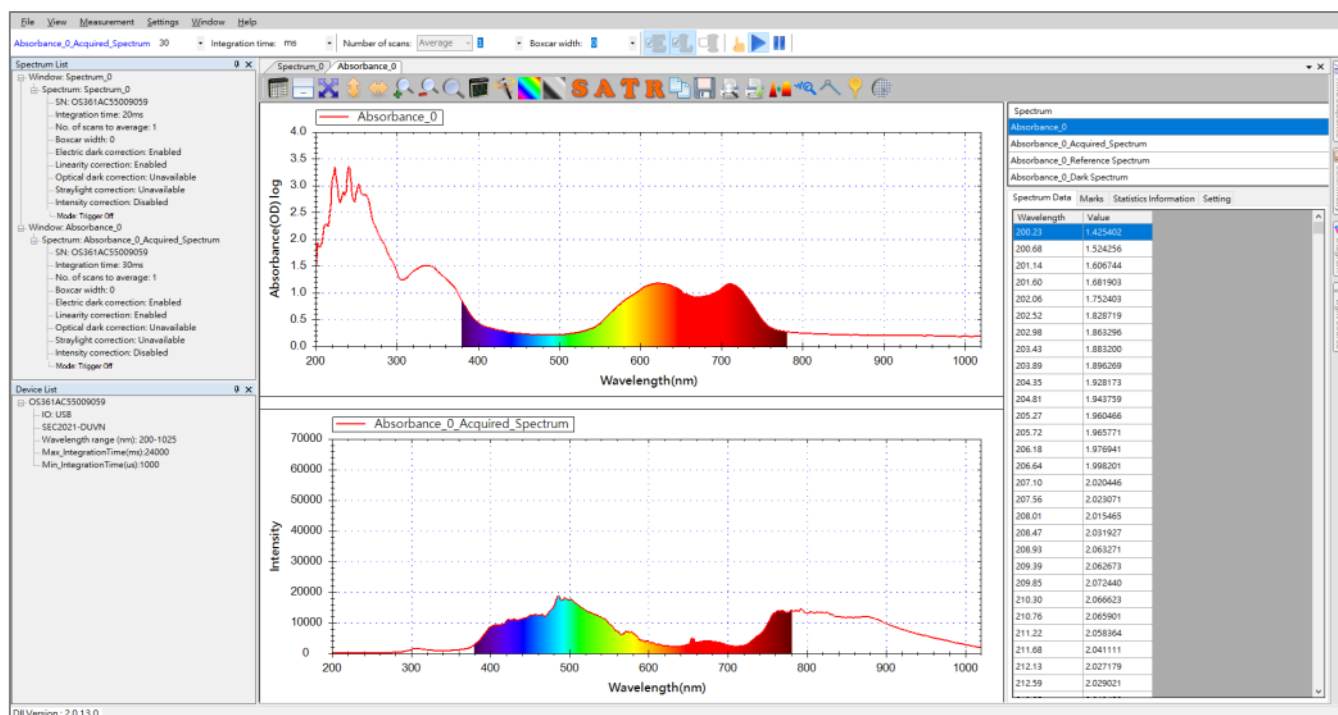 File View Measurement Settings Window Help
Absorbance_0_Acquired_Spectrum 30 Integration time: ms Number of scans: Average 1 Boxcar width: 0
Spectrum List
Window: Spectrum_0
Spectrum: Spectrum_0
SN: OS361AC55009059
Integration time: 20ms
No. of scans to average: 1
Boxcar width: 0
Electric dark correction: Enabled
Linearity correction: Enabled
Optical dark correction: Unavailable
Straylight correction: Unavailable
Intensity correction: Disabled
Mode: Trigger Off
Window: Absorbance_0
Spectrum: Absorbance_0_Acquired_Spectrum
SN: OS361AC55009059
Integration time: 30ms
No. of scans to average: 1
Boxcar width: 0
Electric dark correction: Enabled
Linearity correction: Enabled
Optical dark correction: Unavailable
Straylight correction: Unavailable
Intensity correction: Disabled
Mode: Trigger Off
Device List
OS361AC55009059
IO: USB
SEC2021-DUVN
Wavelength range (nm): 200-1025
Max_IntegrationTime(ms):24000
Min_IntegrationTime(us):1000
Spectrum_0 Absorbance_0
S A T R
Absorbance_0
Absorbance(OD) log
4.0
3.5
3.0
2.5
2.0
1.5
1.0
0.5
0.0
200 300 400 500 600 700 800 900 1000
Wavelength(nm)
Absorbance_0_Acquired_Spectrum
Intensity
70000
60000
50000
40000
30000
20000
10000
0
200 300 400 500 600 700 800 900 1000
Wavelength(nm)
Spectrum
Absorbance_0
Absorbance_0_Acquired_Spectrum
Absorbance_0_Reference Spectrum
Absorbance_0_Dark Spectrum
Spectrum Data Marks Statistics Information Setting
Wavelength Value
200.23 1.425402
200.68 1.524256
201.14 1.606744
201.60 1.681903
202.06 1.752403
202.52 1.828719
202.98 1.863296
203.43 1.883200
203.89 1.896269
204.35 1.928173
204.81 1.943759
205.27 1.960466
205.72 1.965771
206.18 1.976941
206.64 1.998201
207.10 2.020446
207.56 2.023071
208.01 2.015465
208.47 2.031927
208.93 2.063271
209.39 2.062673
209.85 2.072440
210.30 2.066623
210.76 2.065901
211.22 2.058364
211.68 2.041111
212.13 2.027179
212.59 2.029021
DllVersion : 2.0.13.0